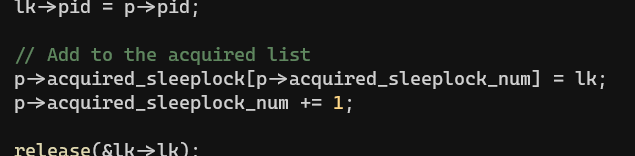 lk->pid = p->pid;
// Add to the acquired list
p->acquired_sleeplock[p->acquired_sleeplock_num] = lk;
p->acquired_sleeplock_num += 1;
release(&lk->lk);